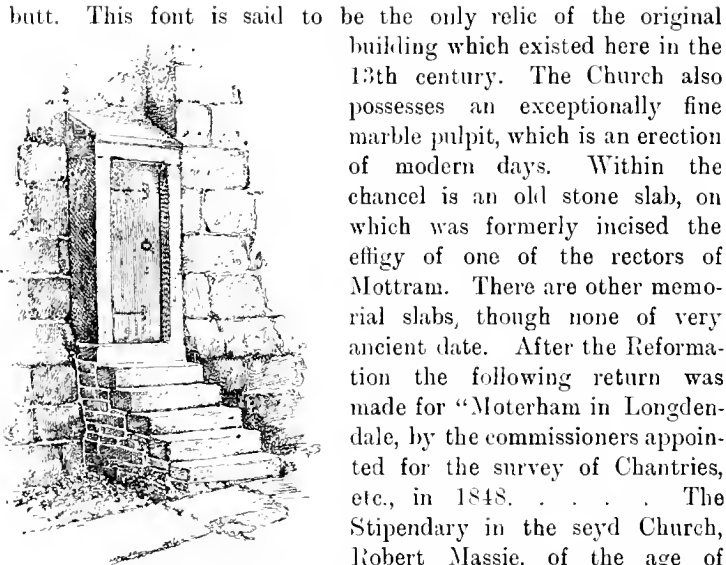 butt. This font is said to be the only relic of the original
building which existed here in the
13th century. The Church also
possesses an exceptionally fine
marble pulpit, which is an erection
of modern days. Within the
chancel is an old stone slab, on
which was formerly incised the
effigy of one of the rectors of
Mottram. There are other memo-
rial slabs, though none of very
ancient date. After the Reforma-
tion the following return was
made for “Moterham in Longden-
dale, by the commissioners appoin-
ted for the survey of Chantries,
etc., in 1848. . . . . The
Stipendary in the seyd Church,
Robert Massie, of the age of